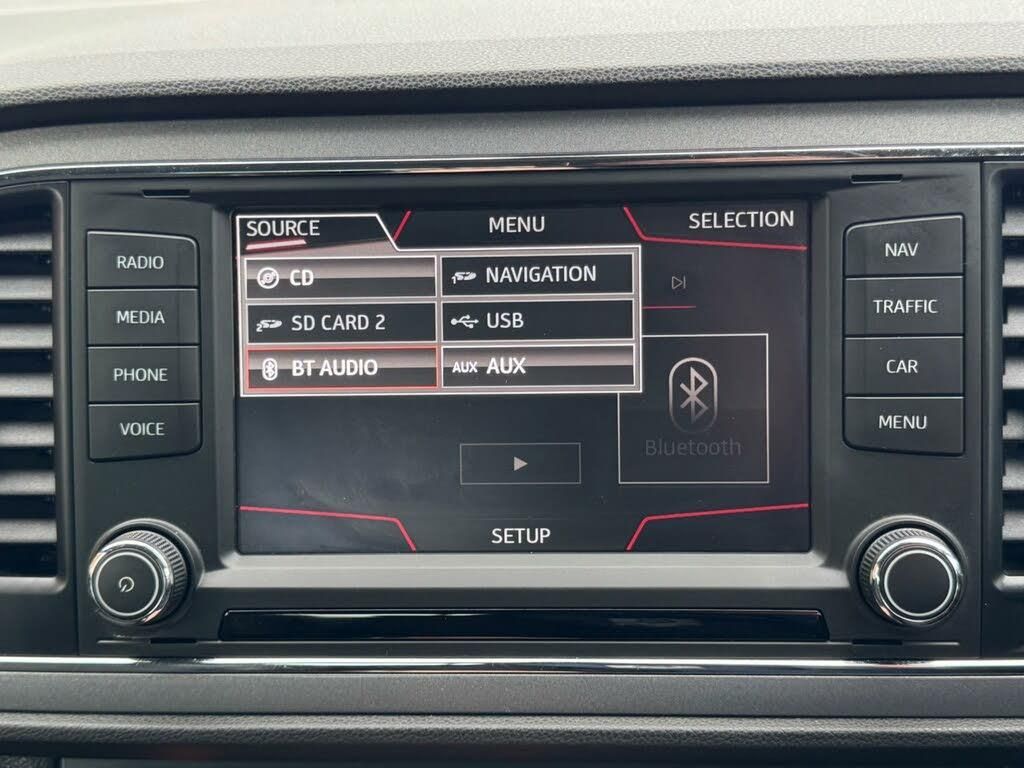 RADIO
MEDIA
PHONE
VOICE
SOURCE
MENU
SELECTION
CD
NAVIGATION
SD CARD 2
USB
BT AUDIO
AUX AUX
Bluetooth
SETUP
NAV
TRAFFIC
CAR
MENU